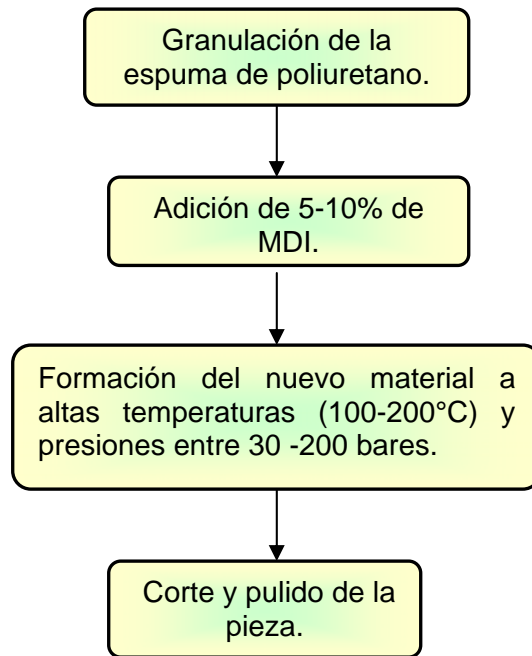 Granulación de la
espuma de poliuretano.
Adición de 5-10% de
MDI.
Formación del nuevo material a
altas temperaturas (100-200°C) y
presiones entre 30 -200 bares.
Corte y pulido de la
pieza.